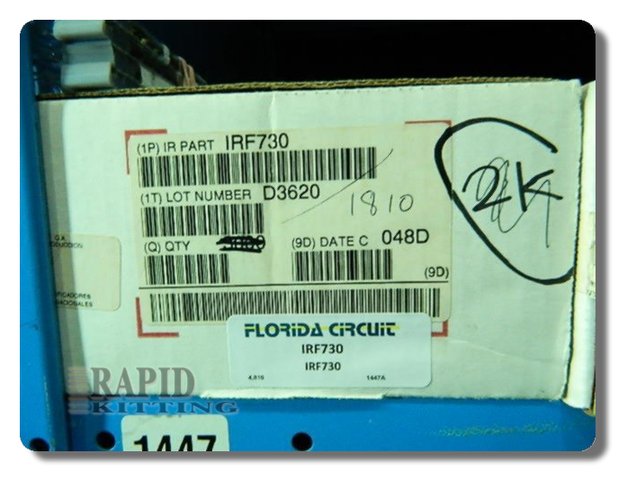 (1P) IR PART IRF730
(1T) LOT NUMBER D3620
1810
(Q) QTY (9D) DATE C 048D
(9D)
2K
FLORIDA CIRCUIT
IRF730
IRF730
4,816 1447A
RAPID
KITTING
1447